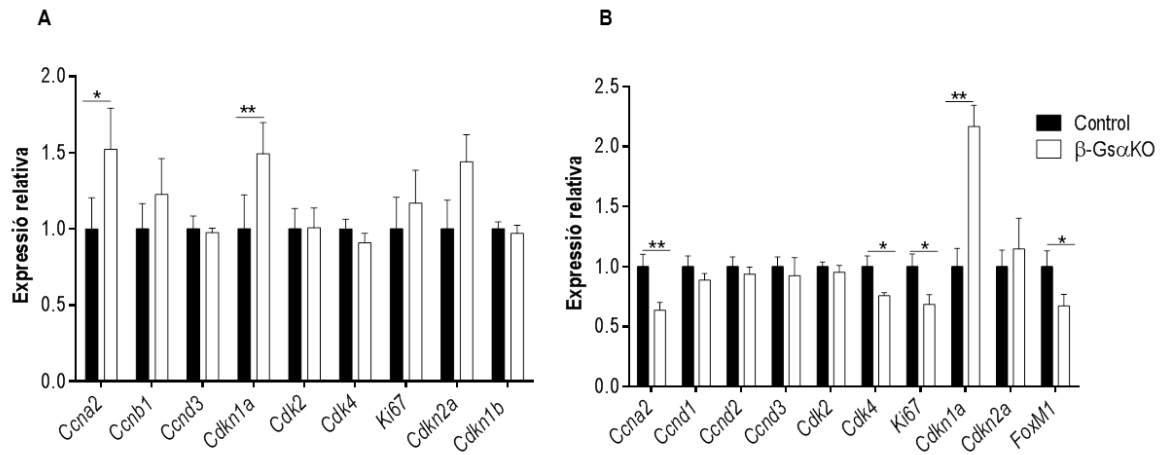 A
B
Expressió relativa
2.0
1.5
1.0
0.5
0.0
*
**
Ccna2
Ccnb1
Ccnd3
Cdkn1a
Cdk2
Cdk4
Ki67
Cdkn2a
Cdkn1b
Expressió relativa
2.5
2.0
1.5
1.0
0.5
0.0
**
*
*
**
*
Ccna2
Ccnd1
Ccnd2
Ccnd3
Cdk2
Cdk4
Ki67
Cdkn1a
Cdkn2a
FoxM1
Control
β-GsαKO